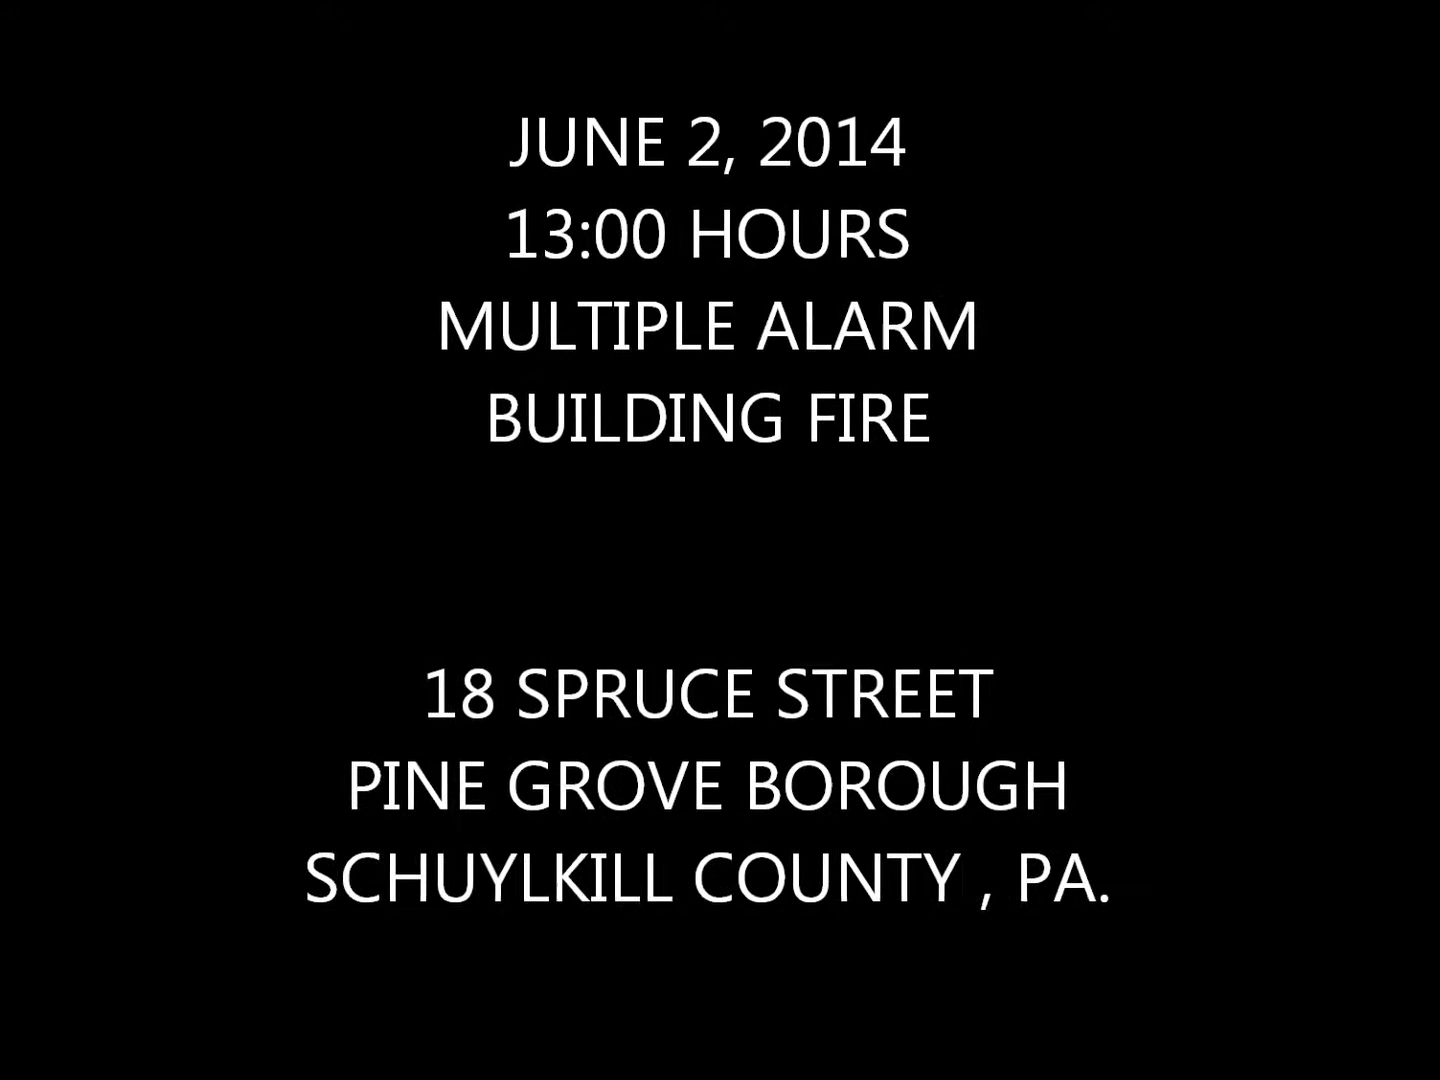 JUNE 2, 2014
13:00 HOURS
MULTIPLE ALARM
BUILDING FIRE
18 SPRUCE STREET
PINE GROVE BOROUGH
SCHUYLKILL COUNTY , PA.